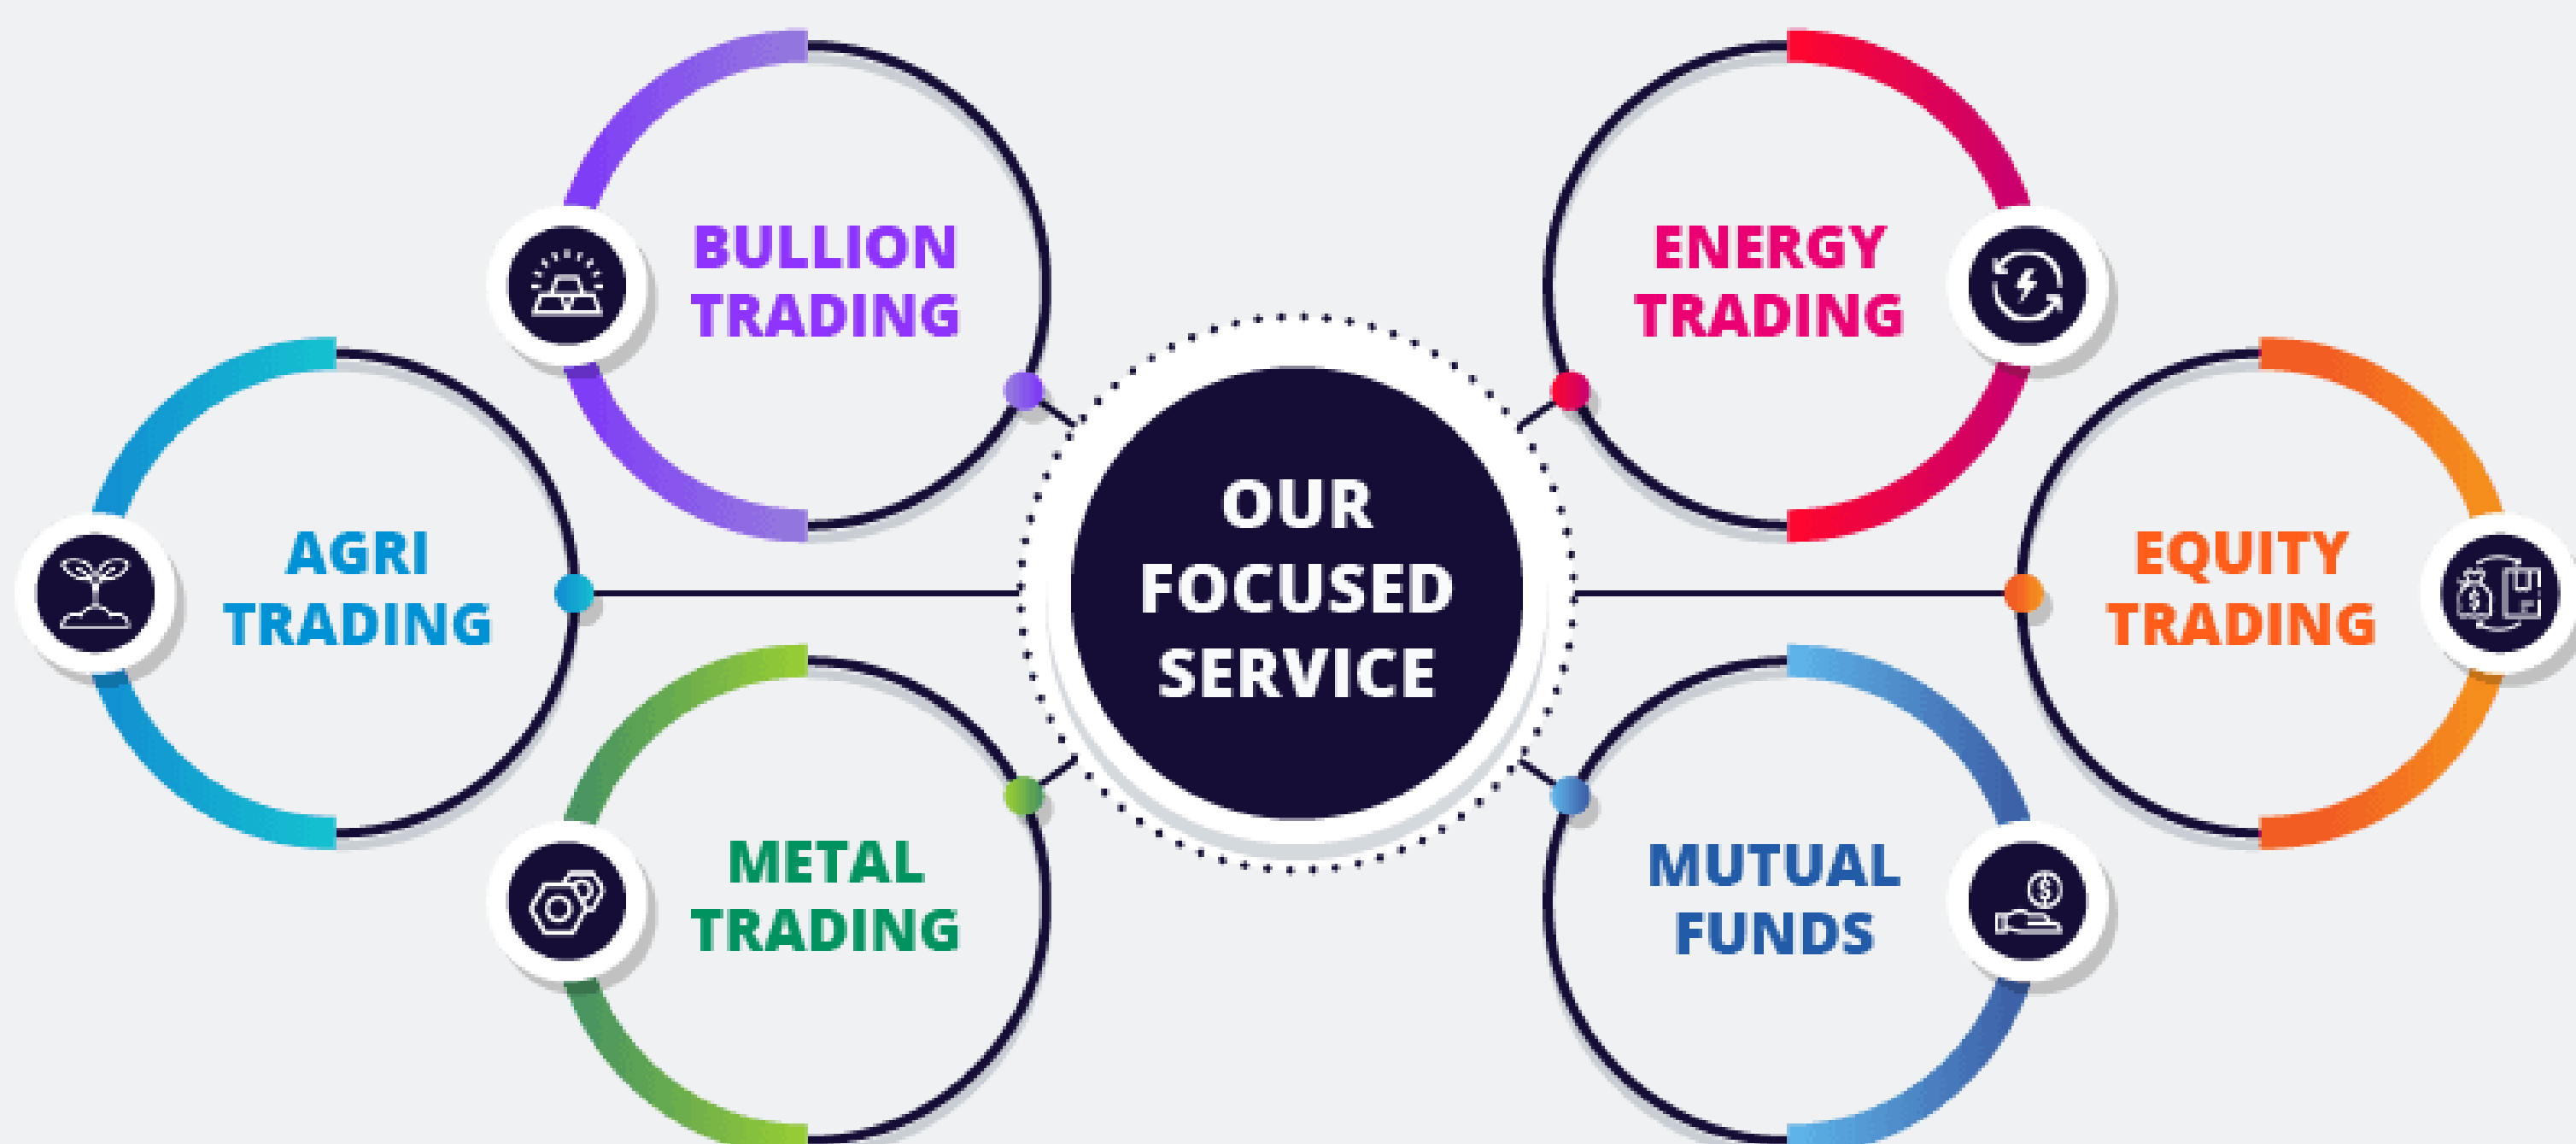 BULLION
TRADING
ENERGY
TRADING
AGRI
TRADING
OUR
FOCUSED
SERVICE
EQUITY
TRADING
METAL
TRADING
MUTUAL
FUNDS